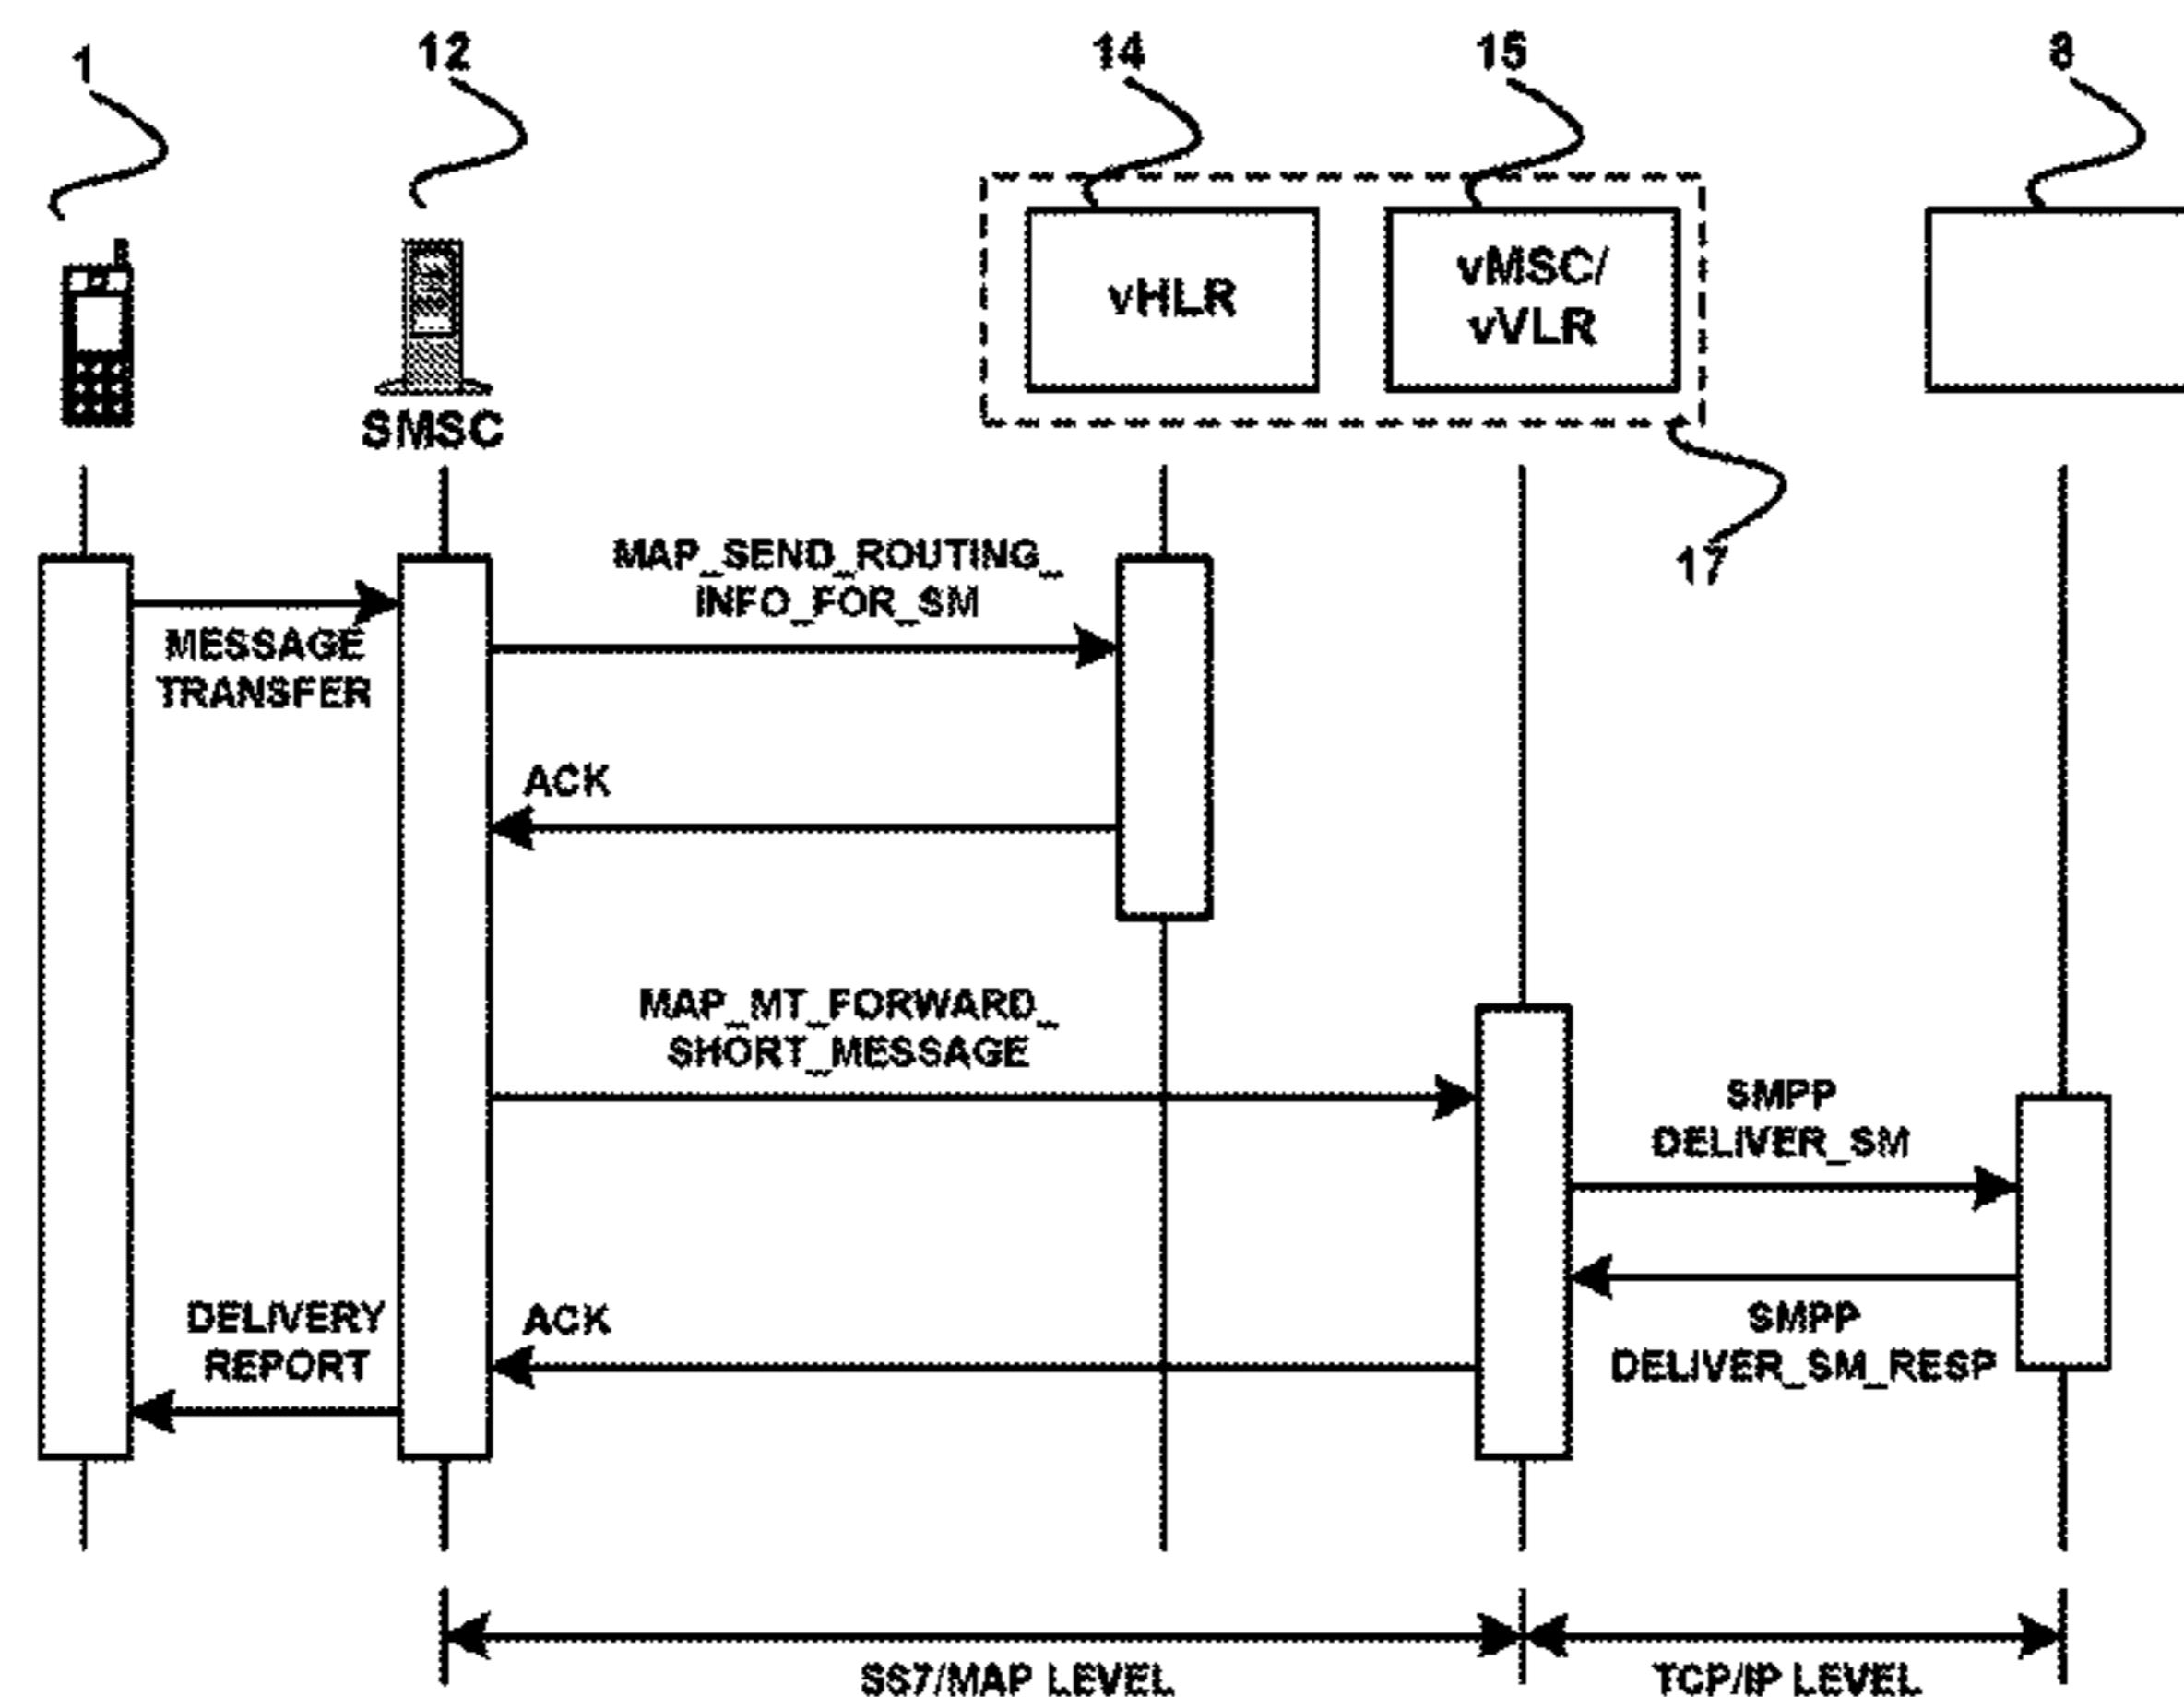 1
12
14
15
8
vHLR
vMSC/
vVLR
SMSC
17
MAP_SEND_ROUTING_
INFO_FOR_SM
MESSAGE
TRANSFER
ACK
MAP_MT_FORWARD_
SHORT_MESSAGE
SMPP
DELIVER_SM
DELIVERY
REPORT
ACK
SMPP
DELIVER_SM_RESP
SS7/MAP LEVEL
TCP/IP LEVEL